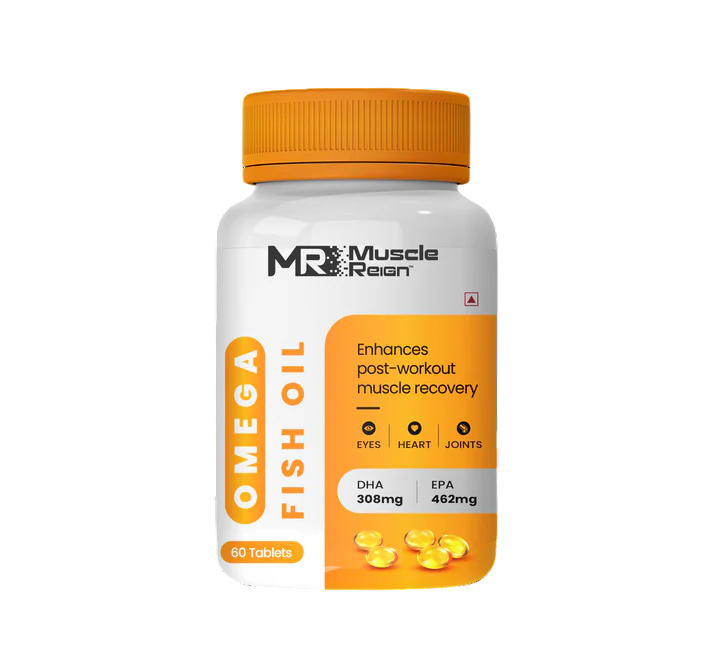 MR Muscle
Reign™
OMEGA
FISH OIL
60 Tablets
Enhances
post-workout
muscle recovery
EYES HEART JOINTS
DHA EPA
308mg 462mg